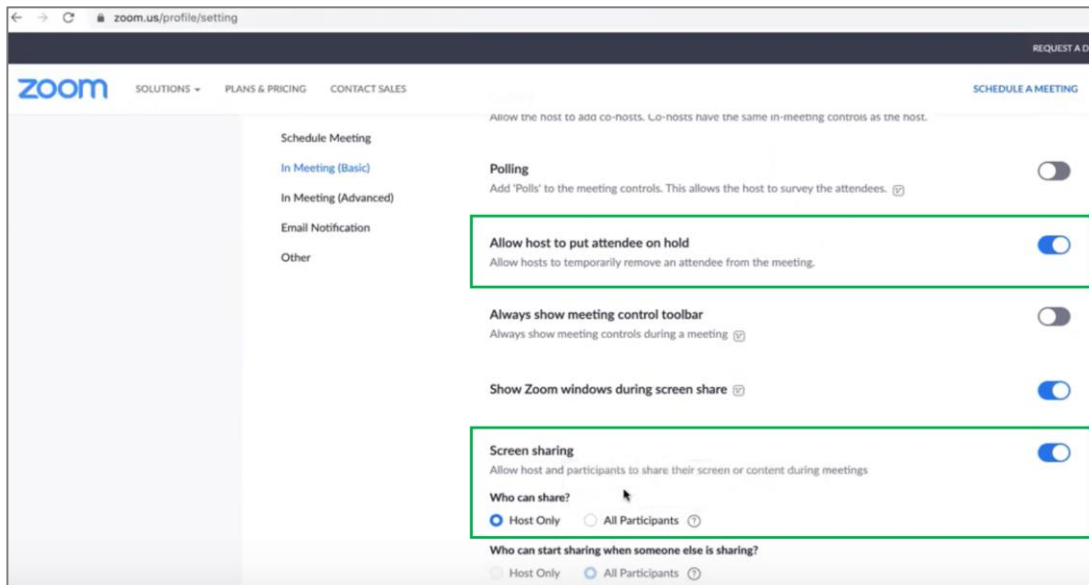 zoom.us/profile/setting
REQUEST A D
zoom
SOLUTIONS
PLANS & PRICING
CONTACT SALES
SCHEDULE A MEETING
Allow the host to add co-hosts. Co-hosts have the same in-meeting controls as the host.
Schedule Meeting
In Meeting (Basic)
In Meeting (Advanced)
Email Notification
Other
Polling
Add 'Polls' to the meeting controls. This allows the host to survey the attendees.
Allow host to put attendee on hold
Allow hosts to temporarily remove an attendee from the meeting.
Always show meeting control toolbar
Always show meeting controls during a meeting
Show Zoom windows during screen share
Screen sharing
Allow host and participants to share their screen or content during meetings
Who can share?
Host Only All Participants ?
Who can start sharing when someone else is sharing?
Host Only All Participants ?